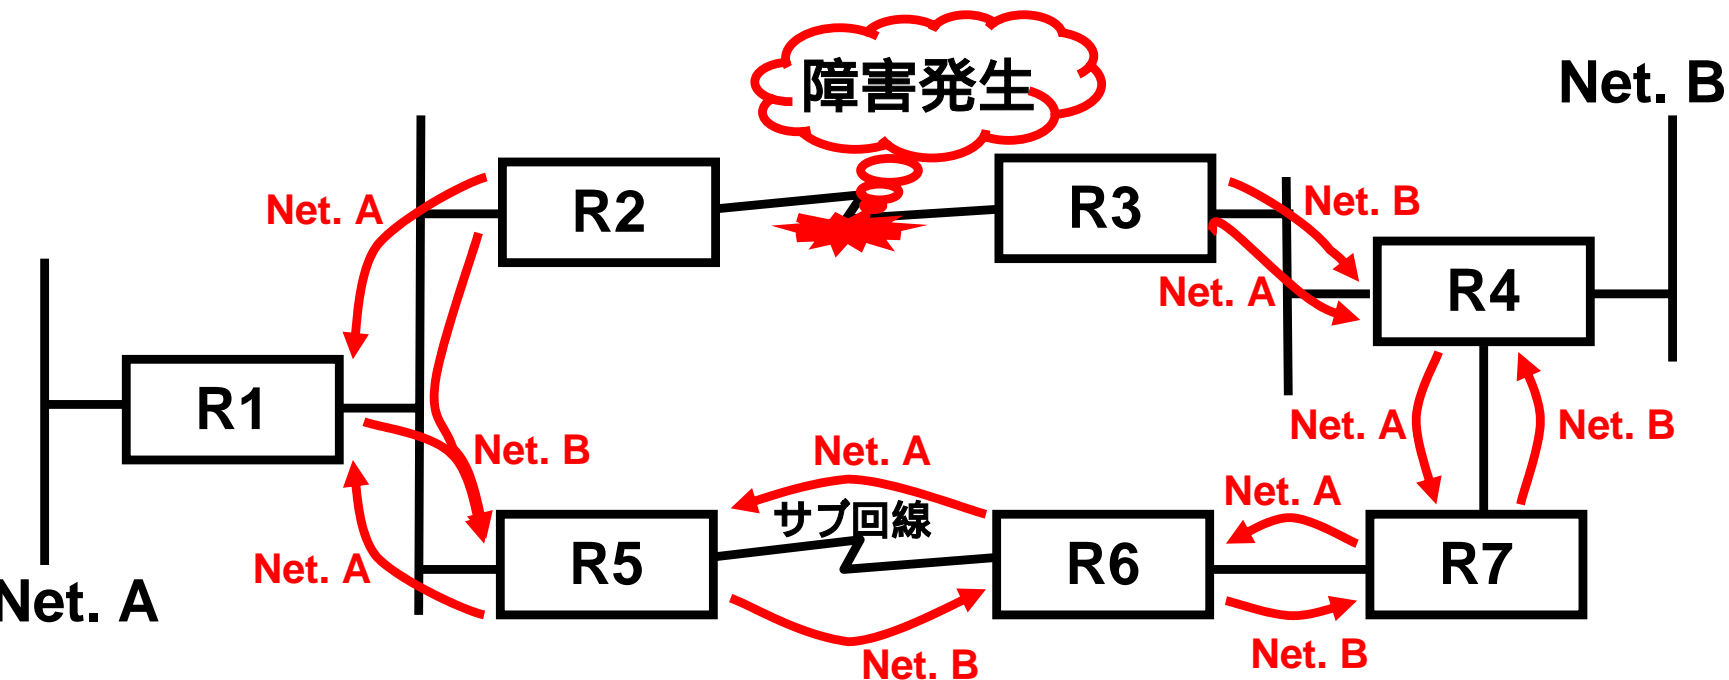 障害発生
Net. B
R2
R3
Net. A
Net. B
Net. A
R4
R1
Net. B
Net. A
Net. A
Net. B
Net. A
サブ回線
Net. A
R5
R6
R7
Net. A
Net. B
Net. B